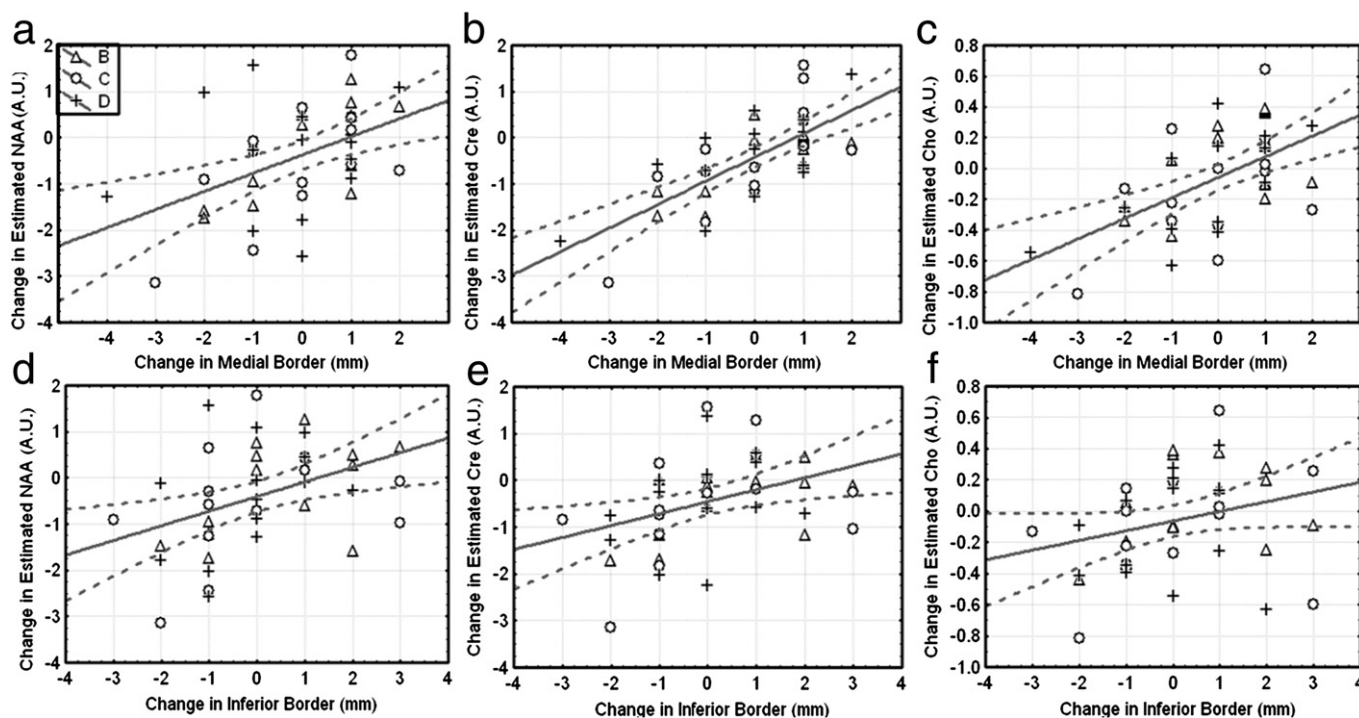 a
B
C
D
Change in Estimated NAA (A.U.)
2
1
0
-1
-2
-3
-4
-4 -3 -2 -1 0 1 2
Change in Medial Border (mm)
b
Change in Estimated Cre (A.U.)
2
1
0
-1
-2
-3
-4
-4 -3 -2 -1 0 1 2 3
Change in Medial Border (mm)
c
Change in Estimated Cho (A.U.)
0.8
0.6
0.4
0.2
0.0
-0.2
-0.4
-0.6
-0.8
-1.0
-4 -3 -2 -1 0 1 2
Change in Medial Border (mm)
d
Change in Estimated NAA (A.U.)
2
1
0
-1
-2
-3
-4
-4 -3 -2 -1 0 1 2 3 4
Change in Inferior Border (mm)
e
Change in Estimated Cre (A.U.)
2
1
0
-1
-2
-3
-4
-4 -3 -2 -1 0 1 2 3 4
Change in Inferior Border (mm)
f
Change in Estimated Cho (A.U.)
0.8
0.6
0.4
0.2
0.0
-0.2
-0.4
-0.6
-0.8
-1.0
-4 -3 -2 -1 0 1 2 3 4
Change in Inferior Border (mm)